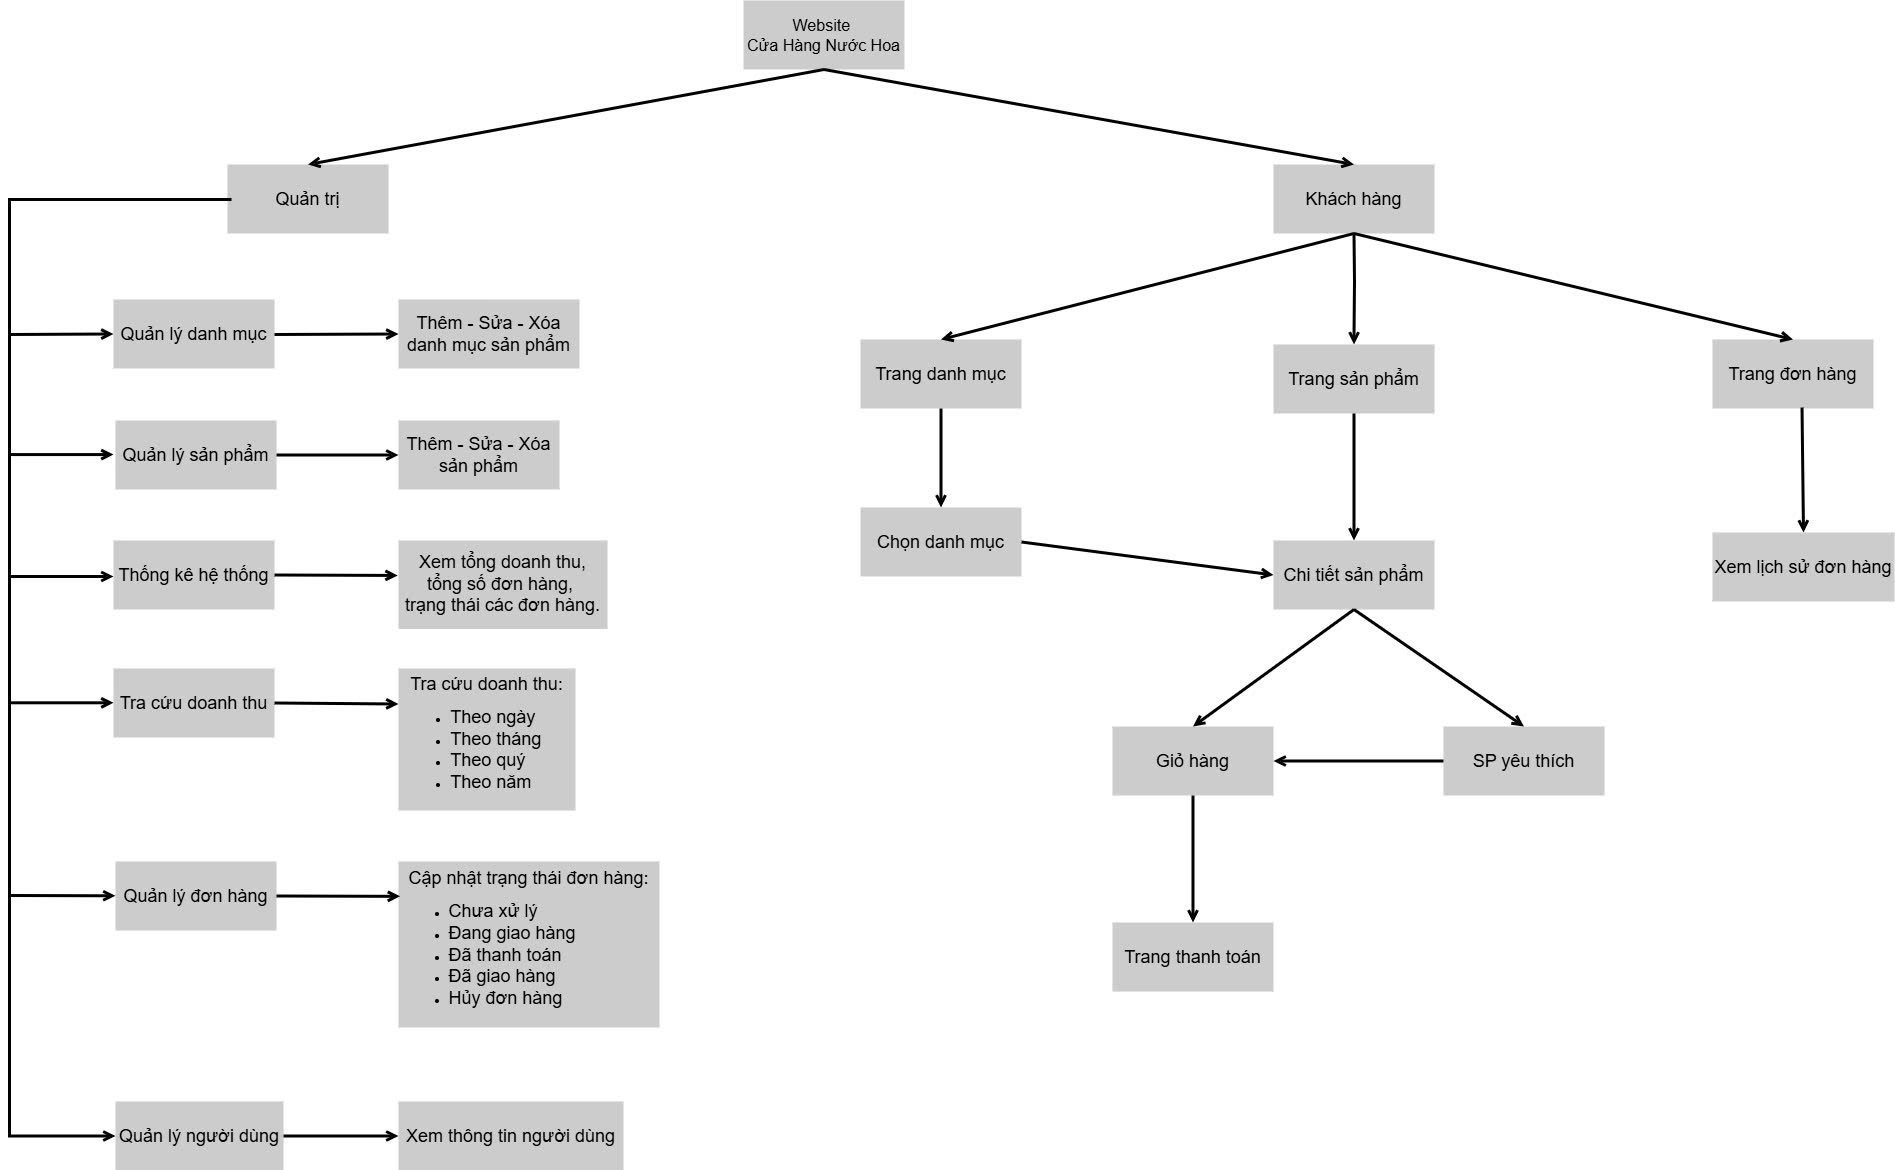 Website
Cửa Hàng Nước Hoa
Quản trị
Khách hàng
Quản lý danh mục
Thêm - Sửa - Xóa
danh mục sản phẩm
Quản lý sản phẩm
Thêm - Sửa - Xóa
sản phẩm
Thống kê hệ thống
Xem tổng doanh thu,
tổng số đơn hàng,
trạng thái các đơn hàng.
Tra cứu doanh thu
Tra cứu doanh thu:
• Theo ngày
• Theo tháng
• Theo quý
• Theo năm
Quản lý đơn hàng
Cập nhật trạng thái đơn hàng:
• Chưa xử lý
• Đang giao hàng
• Đã thanh toán
• Đã giao hàng
• Hủy đơn hàng
Quản lý người dùng
Xem thông tin người dùng
Trang danh mục
Trang sản phẩm
Trang đơn hàng
Chọn danh mục
Chi tiết sản phẩm
Xem lịch sử đơn hàng
Giỏ hàng
SP yêu thích
Trang thanh toán